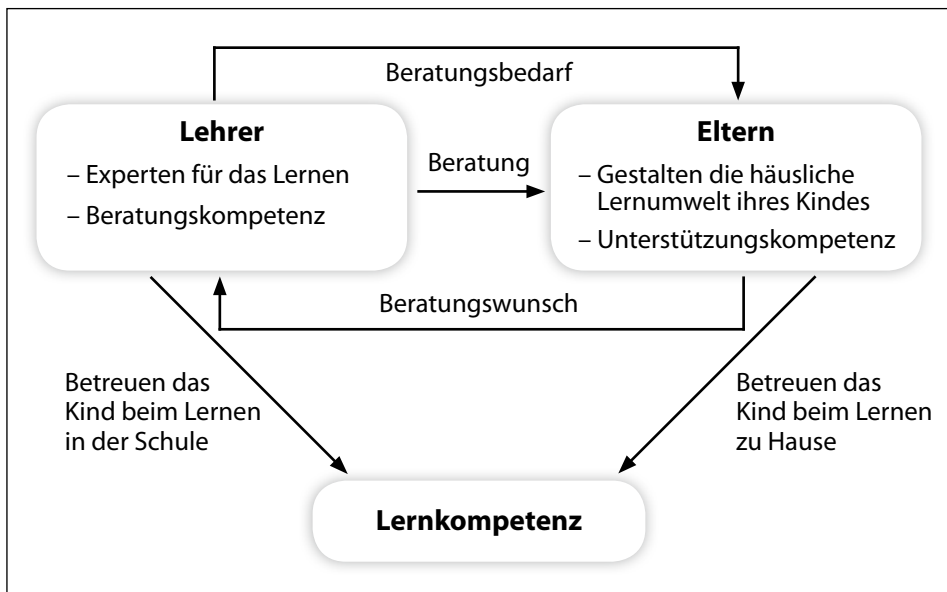 Beratungsbedarf
Lehrer
– Experten für das Lernen
– Beratungskompetenz
Beratung
Eltern
– Gestalten die häusliche
Lernumwelt ihres Kindes
– Unterstützungskompetenz
Beratungswunsch
Betreuen das
Kind beim Lernen
in der Schule
Betreuen das
Kind beim Lernen
zu Hause
Lernkompetenz